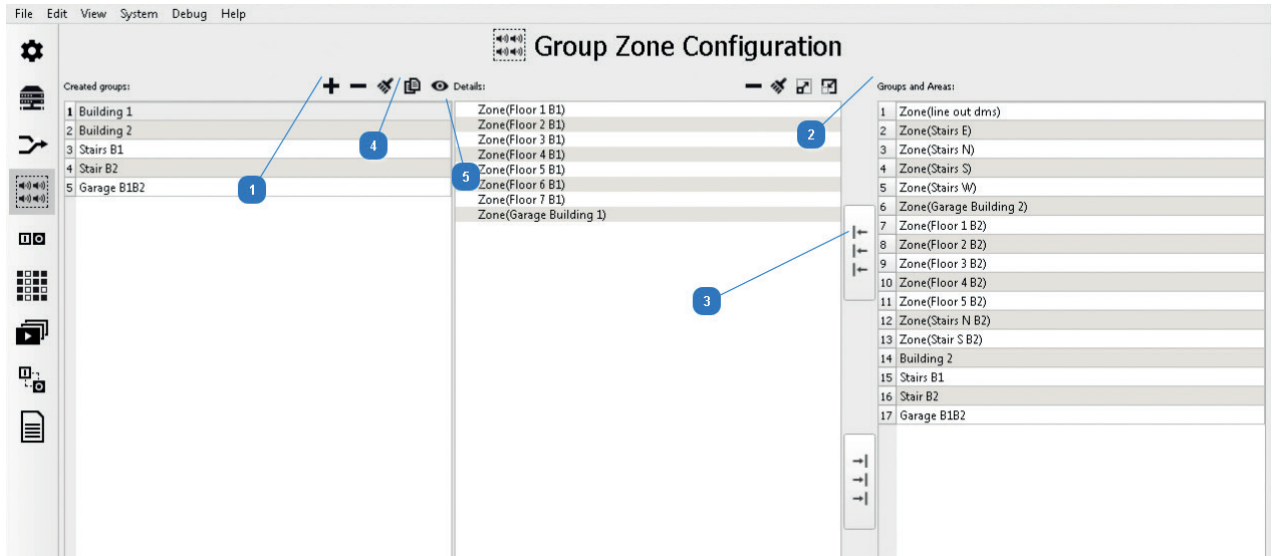 File Edit View System Debug Help
Group Zone Configuration
Created groups:
1 Building 1
2 Building 2
3 Stairs B1
4 Stair B2
5 Garage B1B2
Details:
Zone(Floor 1 B1)
Zone(Floor 2 B1)
Zone(Floor 3 B1)
Zone(Floor 4 B1)
Zone(Floor 5 B1)
Zone(Floor 6 B1)
Zone(Floor 7 B1)
Zone(Garage Building 1)
Groups and Areas:
1 Zone(line out dms)
2 Zone(Stairs E)
3 Zone(Stairs N)
4 Zone(Stairs S)
5 Zone(Stairs W)
6 Zone(Garage Building 2)
7 Zone(Floor 1 B2)
8 Zone(Floor 2 B2)
9 Zone(Floor 3 B2)
10 Zone(Floor 4 B2)
11 Zone(Floor 5 B2)
12 Zone(Stairs N B2)
13 Zone(Stair S B2)
14 Building 2
15 Stairs B1
16 Stair B2
17 Garage B1B2
1
2
3
4
5